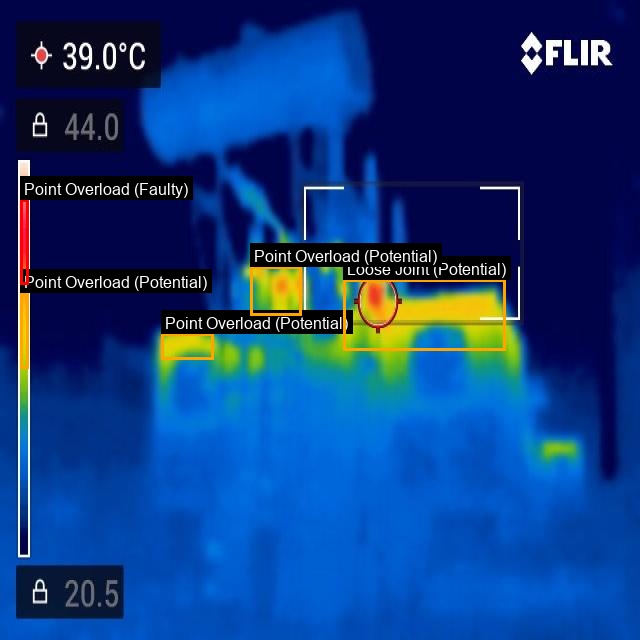 39.0°C
FLIR
44.0
Point Overload (Faulty)
Point Overload (Potential)
Loose Joint (Potential)
Point Overload (Potential)
Point Overload (Potential)
20.5